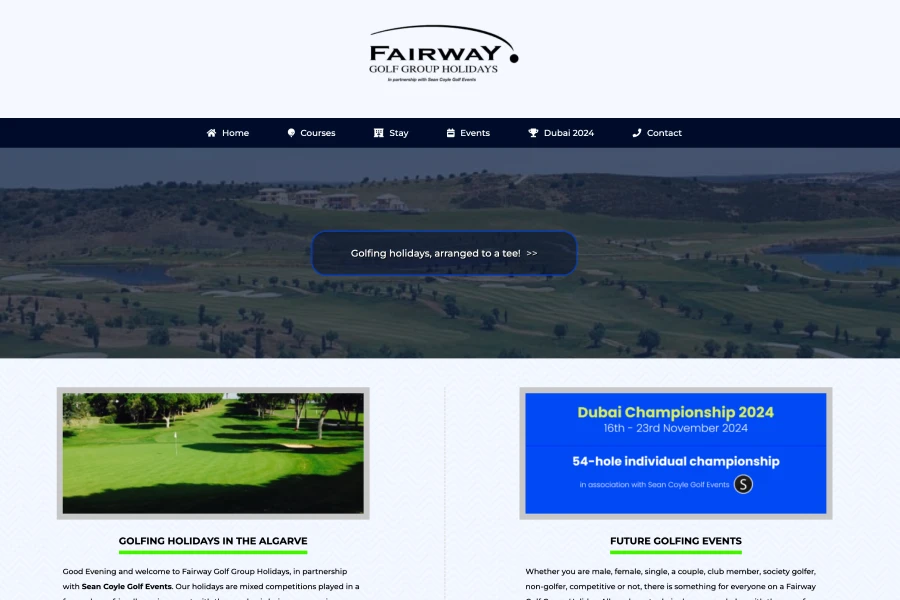 FAIRWAY
GOLF GROUP HOLIDAYS
In partnership with Sean Coyle Golf Events
Home
Courses
Stay
Events
Dubai 2024
Contact
Golfing holidays, arranged to a tee! >>
Dubai Championship 2024
16th - 23rd November 2024
54-hole individual championship
in association with Sean Coyle Golf Events S
GOLFING HOLIDAYS IN THE ALGARVE
Good Evening and welcome to Fairway Golf Group Holidays, in partnership
with Sean Coyle Golf Events. Our holidays are mixed competitions played in a
FUTURE GOLFING EVENTS
Whether you are male, female, single, a couple, club member, society golfer,
non-golfer, competitive or not, there is something for everyone on a Fairway